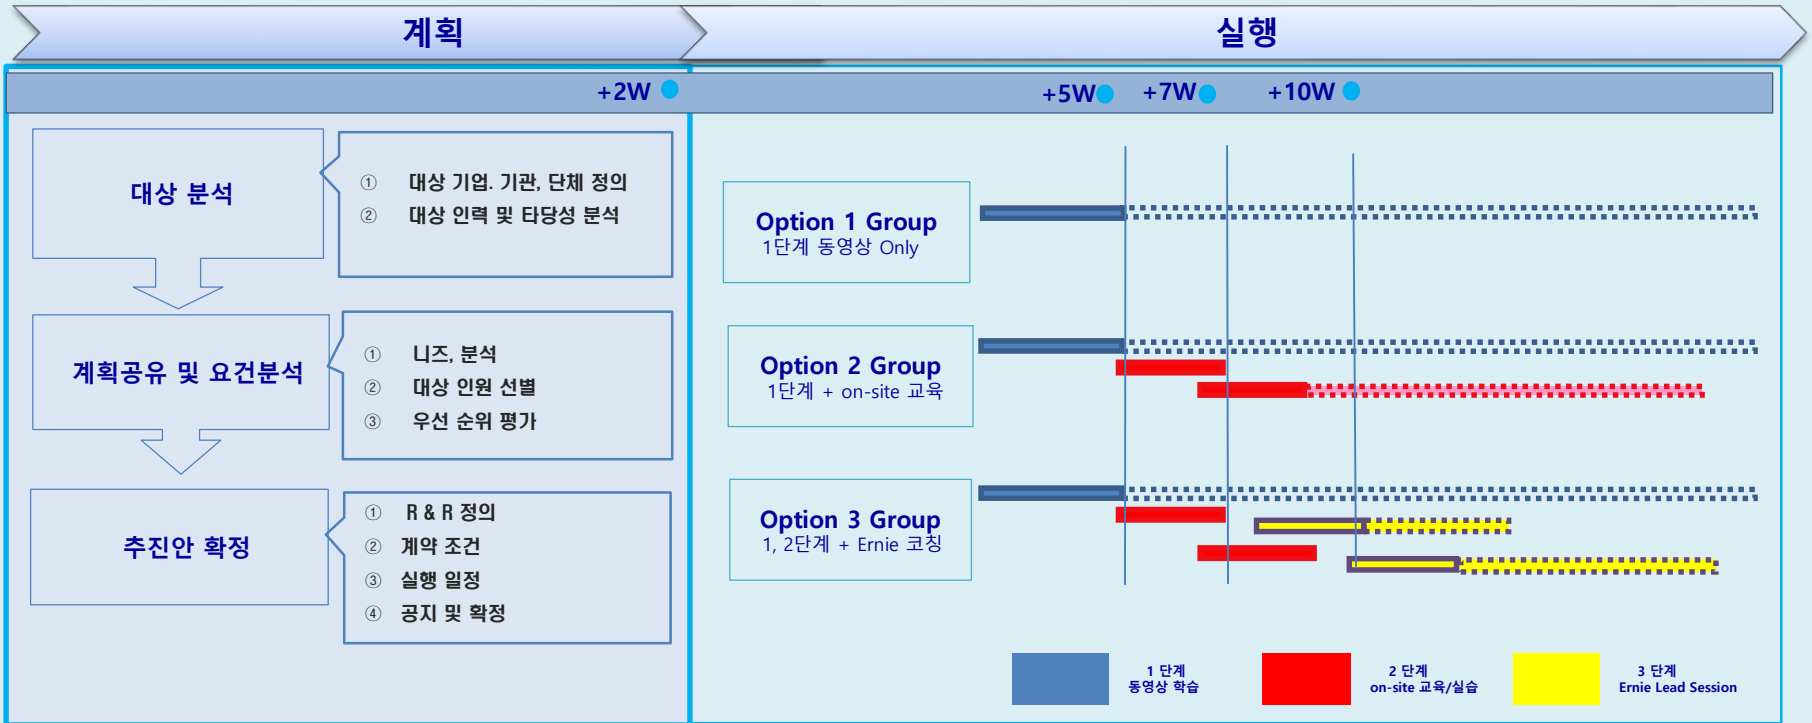 계획
실행
+2W
+5W
+7W
+10W
대상 분석
① 대상 기업. 기관, 단체 정의
② 대상 인력 및 타당성 분석
계획공유 및 요건분석
① 니즈, 분석
② 대상 인원 선별
③ 우선 순위 평가
추진안 확정
① R & R 정의
② 계약 조건
③ 실행 일정
④ 공지 및 확정
Option 1 Group
1단계 동영상 Only
Option 2 Group
1단계 + on-site 교육
Option 3 Group
1, 2단계 + Ernie 코칭
1 단계
동영상 학습
2 단계
on-site 교육/실습
3 단계
Ernie Lead Session